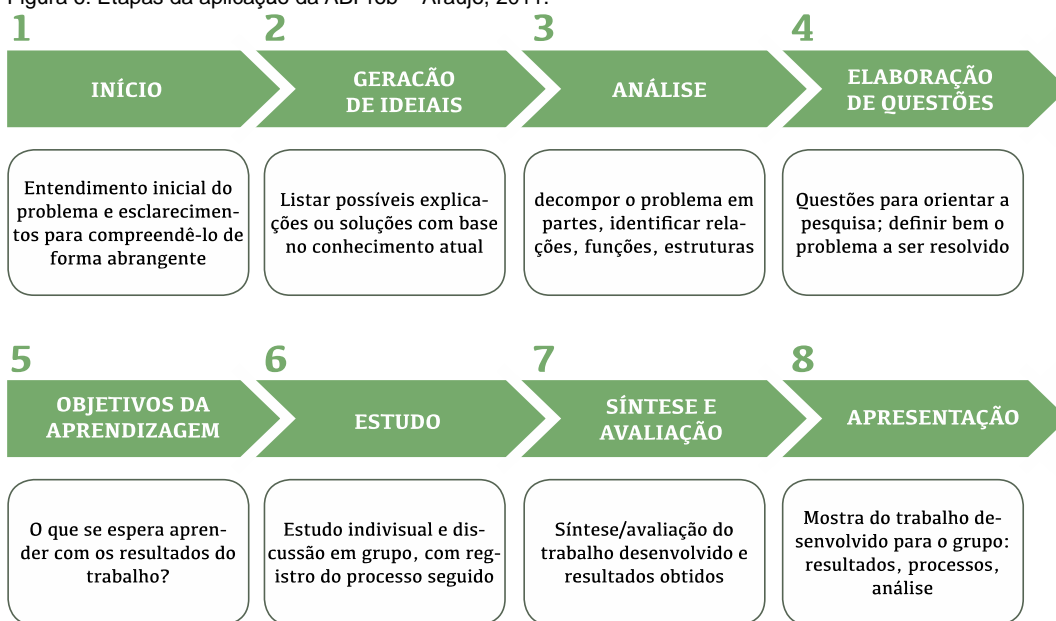 1
INÍCIO
Entendimento inicial do
problema e esclarecimen-
tos para compreendê-lo de
forma abrangente
2
GERACÃO
DE IDEIAIS
Listar possíveis explica-
ções ou soluções com base
no conhecimento atual
3
ANÁLISE
decompor o problema em
partes, identificar rela-
ções, funções, estruturas
4
ELABORAÇÃO
DE QUESTÕES
Questões para orientar a
pesquisa; definir bem o
problema a ser resolvido
5
OBJETIVOS DA
APRENDIZAGEM
O que se espera apren-
der com os resultados do
trabalho?
6
ESTUDO
Estudo indivisual e dis-
cussão em grupo, com reg-
istro do processo seguido
7
SÍNTESE E
AVALIAÇÃO
Síntese/avaliação do
trabalho desenvolvido e
resultados obtidos
8
APRESENTAÇÃO
Mostra do trabalho de-
senvolvido para o grupo:
resultados, processos,
análise